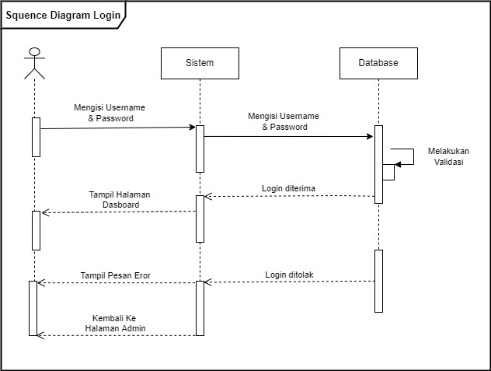 Squence Diagram Login
Sistem
Database
Mengisi Username
& Password
Mengisi Username
& Password
Melakukan
Validasi
Login diterima
Tampil Halaman
Dasboard
Login ditolak
Tampil Pesan Eror
Kembali Ke
Halaman Admin